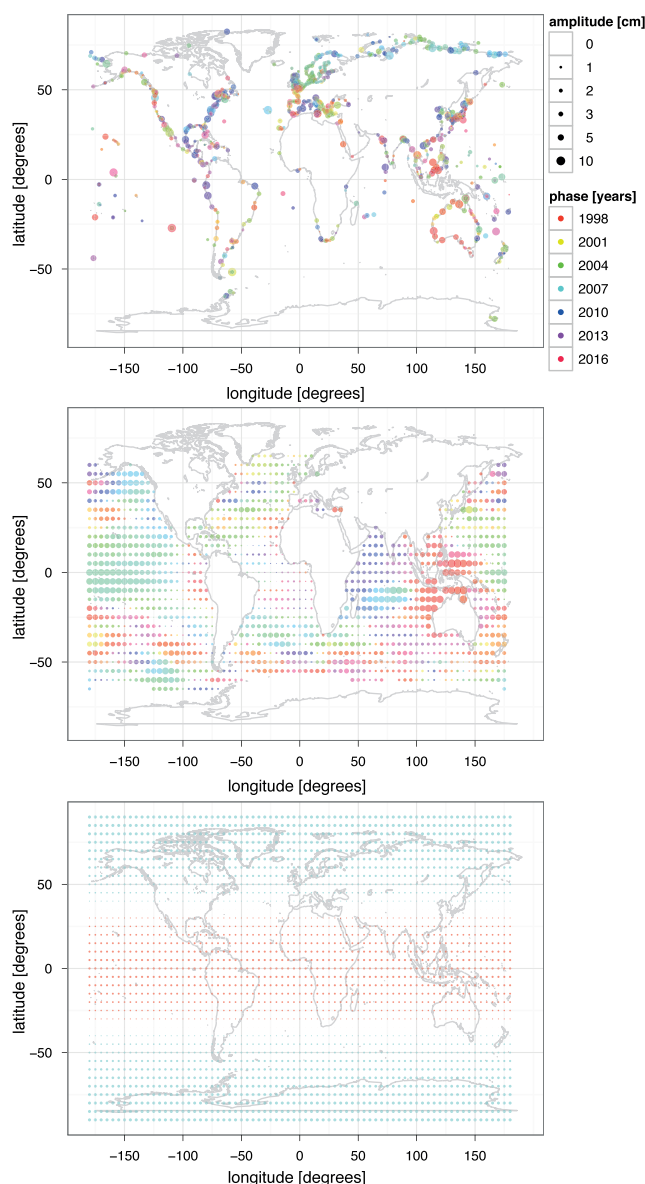 amplitude [cm]
0
1
2
3
5
10
phase [years]
1998
2001
2004
2007
2010
2013
2016
latitude [degrees]
50
0
−50
−150 −100 −50 0 50 100 150
longitude [degrees]
latitude [degrees]
50
0
−50
−150 −100 −50 0 50 100 150
longitude [degrees]
latitude [degrees]
50
0
−50
−150 −100 −50 0 50 100 150
longitude [degrees]